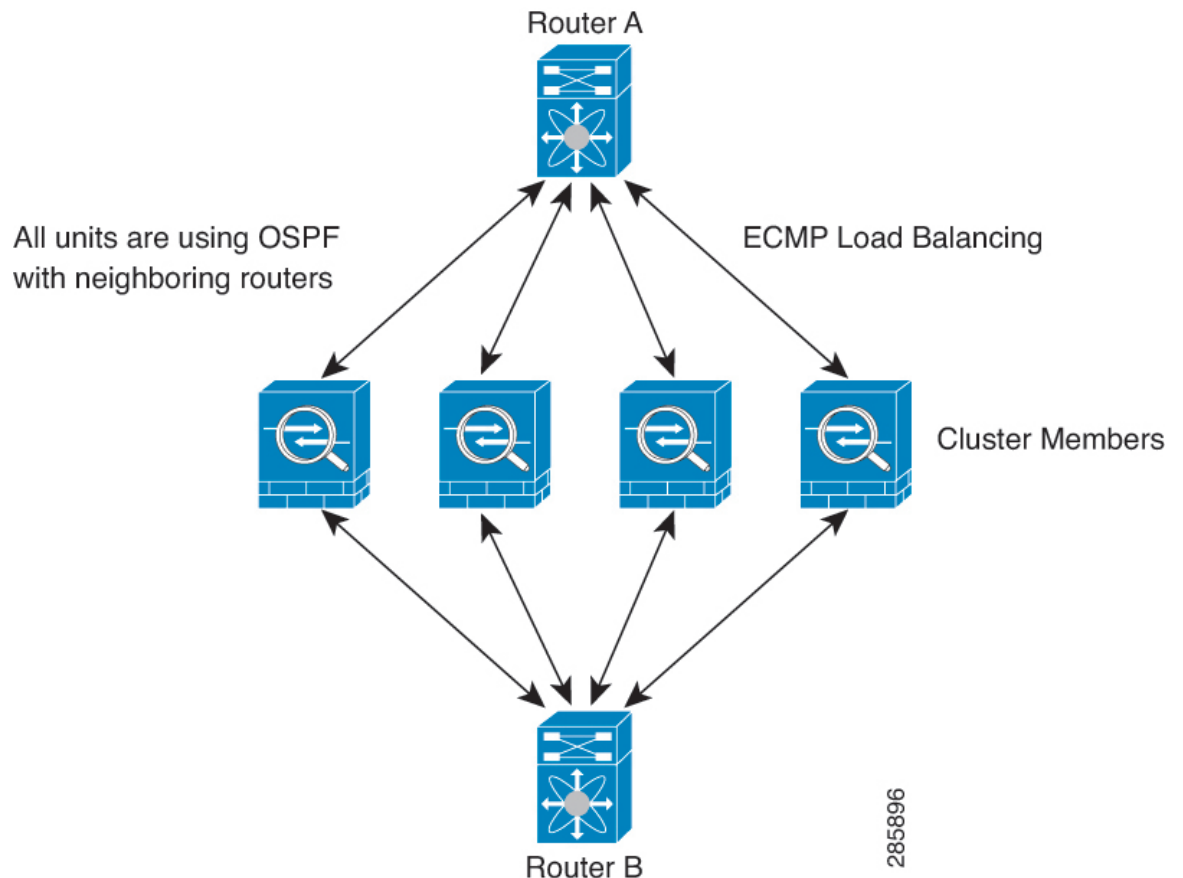 Router A
All units are using OSPF
with neighboring routers
ECMP Load Balancing
Cluster Members
Router B
285896